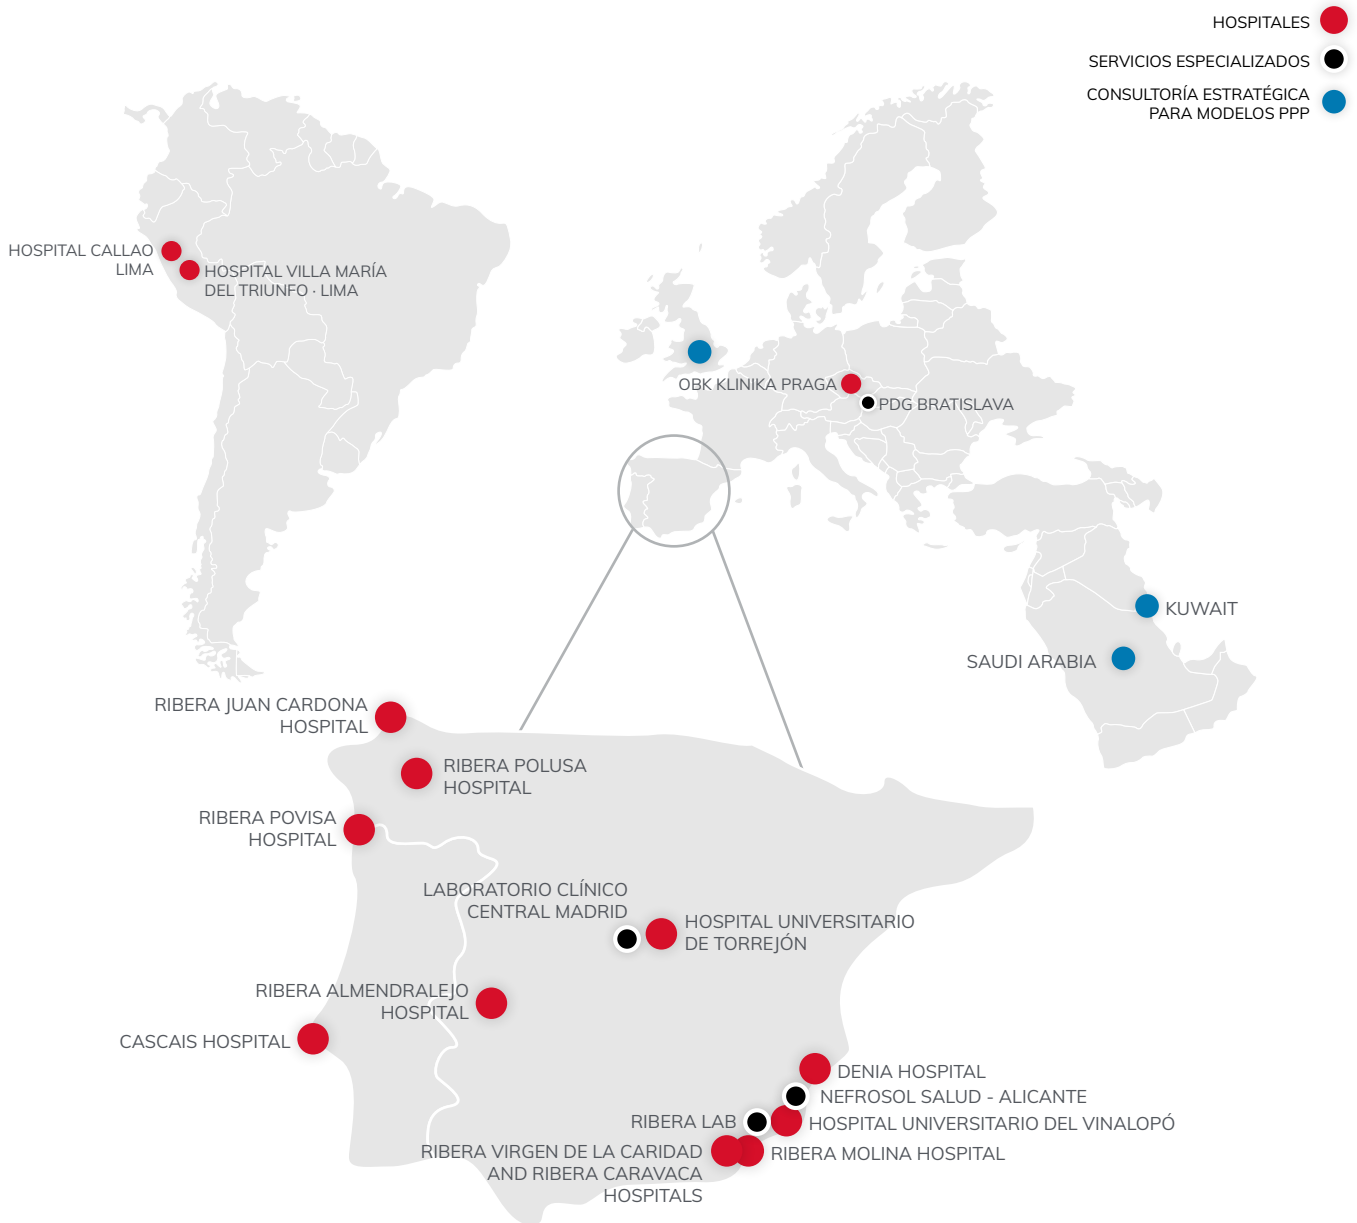 HOSPITALES
SERVICIOS ESPECIALIZADOS
CONSULTORÍA ESTRATÉGICA
PARA MODELOS PPP
HOSPITAL CALLAO
LIMA
HOSPITAL VILLA MARÍA
DEL TRIUNFO · LIMA
OBK KLINIKA PRAGA
PDG BRATISLAVA
KUWAIT
SAUDI ARABIA
RIBERA JUAN CARDONA
HOSPITAL
RIBERA POLUSA
HOSPITAL
RIBERA POVISA
HOSPITAL
LABORATORIO CLÍNICO
CENTRAL MADRID
HOSPITAL UNIVERSITARIO
DE TORREJÓN
RIBERA ALMENDRALEJO
HOSPITAL
CASCAIS HOSPITAL
DENIA HOSPITAL
NEFROSOL SALUD - ALICANTE
RIBERA LAB
HOSPITAL UNIVERSITARIO DEL VINALOPÓ
RIBERA VIRGEN DE LA CARIDAD
AND RIBERA CARAVACA
HOSPITALS
RIBERA MOLINA HOSPITAL